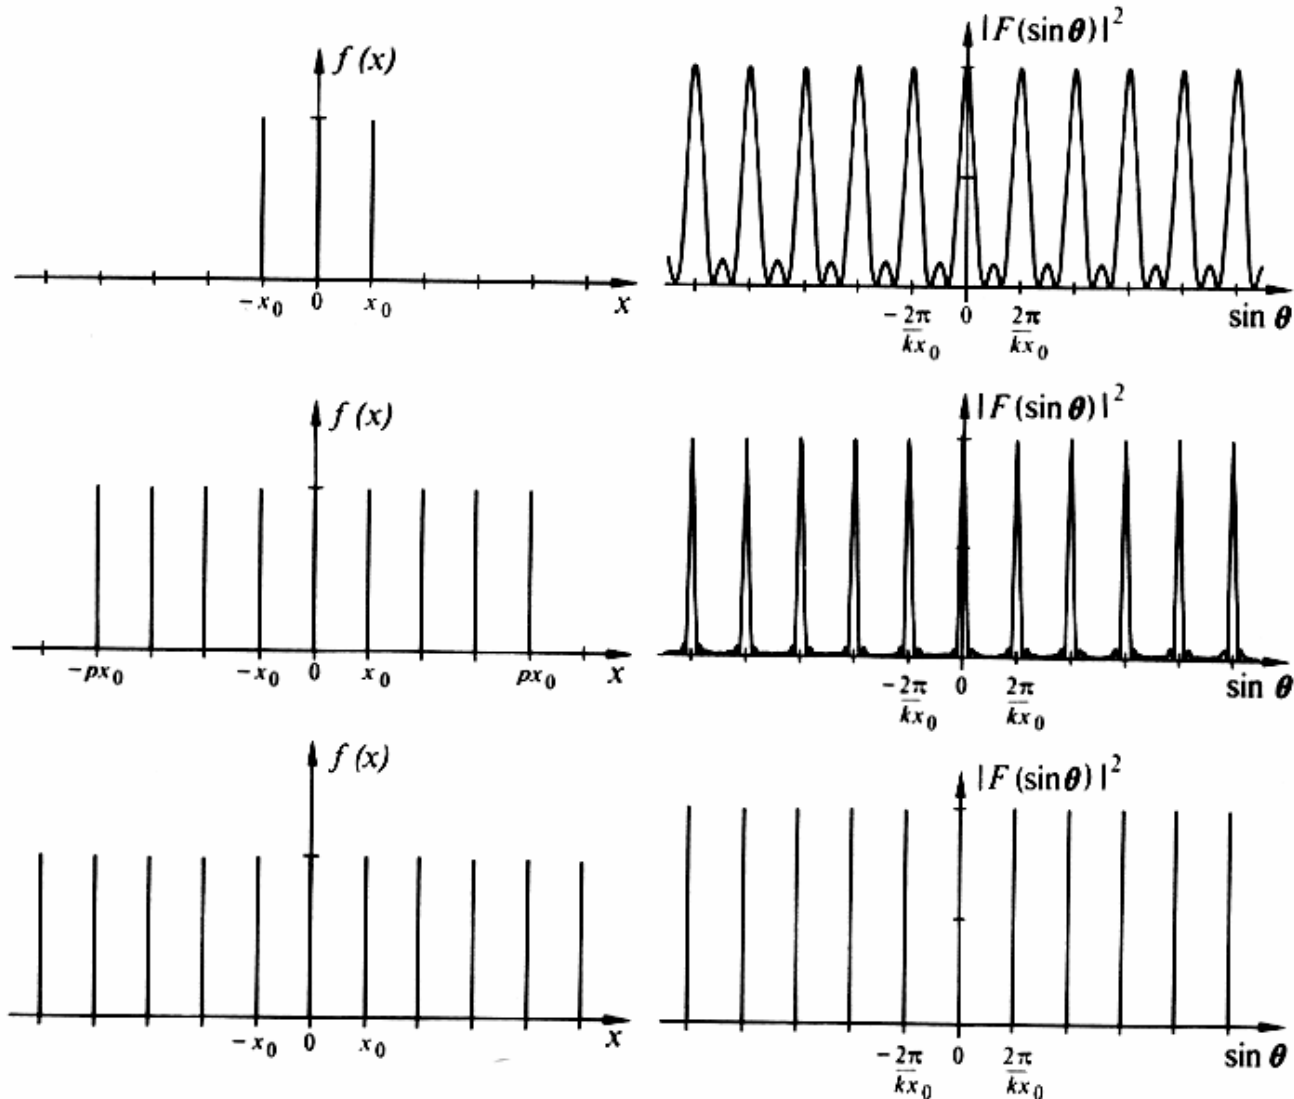 f (x)
|F (sin θ) |²
−x₀ 0 x₀ x
−2π/kx₀ 0 2π/kx₀ sin θ
f (x)
|F (sin θ) |²
−px₀ −x₀ 0 x₀ px₀ x
−2π/kx₀ 0 2π/kx₀ sin θ
f (x)
|F (sin θ) |²
−x₀ 0 x₀ x
−2π/kx₀ 0 2π/kx₀ sin θ